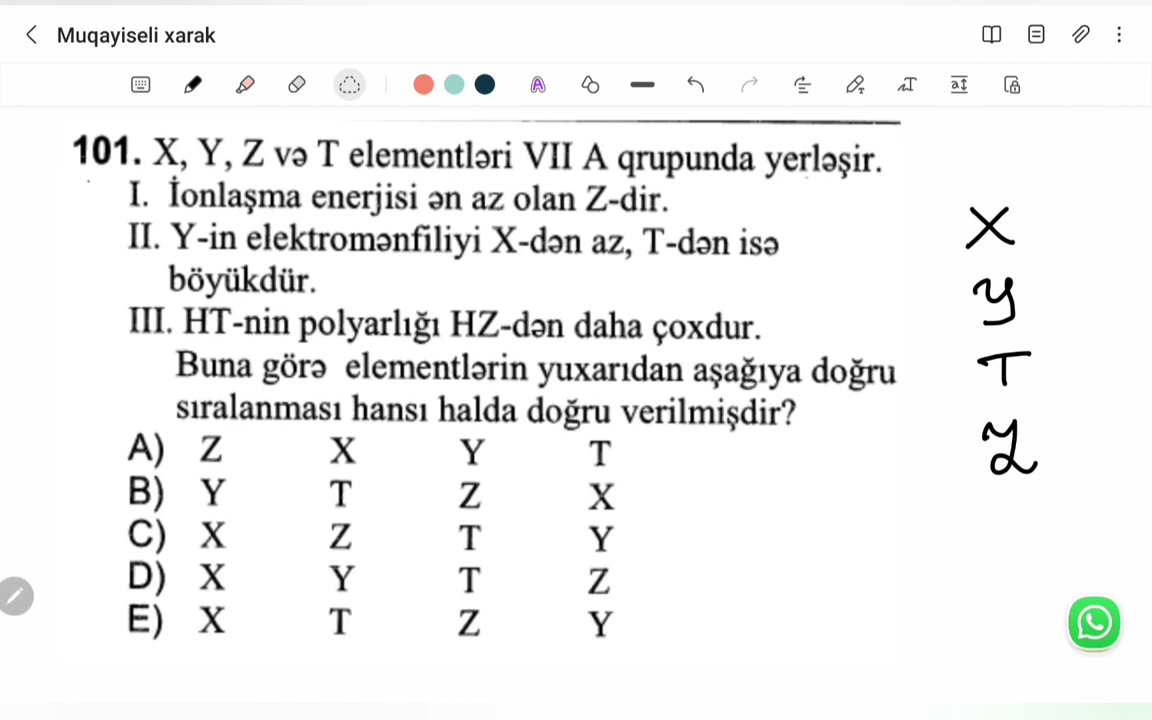 Muqayiseli xarak
101. X, Y, Z və T elementləri VII A qrupunda yerləşir.
I. İonlaşma enerjisi ən az olan Z-dir.
II. Y-in elektromənfiliyi X-dən az, T-dən isə
böyükdür.
III. HT-nin polyarlığı HZ-dən daha çoxdur.
Buna görə elementlərin yuxarıdan aşağıya doğru
sıralanması hansı halda doğru verilmişdir?
A) Z X Y T
B) Y T Z X
C) X Z T Y
D) X Y T Z
E) X T Z Y
X
Y
T
Z